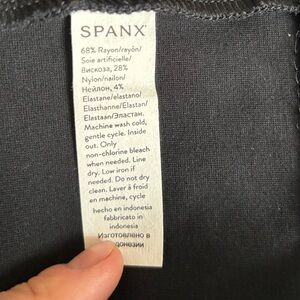 SPANX
68% Rayon/rayón/
Soie artificielle/
Вискоза, 28%
Nylon/nailon/
Нейлон, 4%
Elastane/elastano/
Elasthanne/Elastan/
Elastaan/Эластан.
Machine wash cold,
gentle cycle. Inside
out. Only
non-chlorine bleach
when needed. Line
dry. Low iron if
needed. Do not dry
clean. Laver à froid
en machine, cycle
hecho en indonesia
fabbricato in
indonesia
Изготовлено в